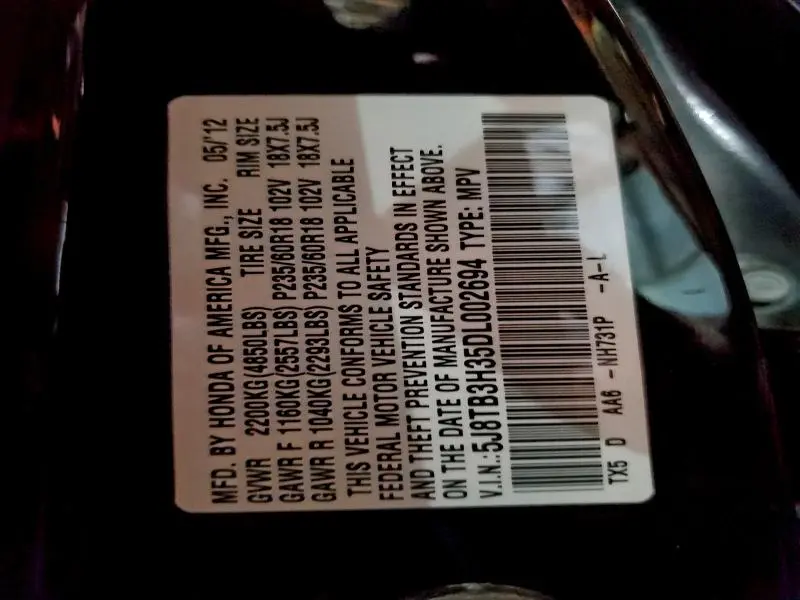 MFD. BY HONDA OF AMERICA MFG., INC. 05/'12
GVWR 2200KG(4850LBS) TIRE SIZE RIM SIZE
GAWR F 1160KG(2557LBS) P235/60R18 102V 18X7.5J
GAWR R 1040KG(2293LBS) P235/60R18 102V 18X7.5J
THIS VEHICLE CONFORMS TO ALL APPLICABLE
FEDERAL MOTOR VEHICLE SAFETY
AND THEFT PREVENTION STANDARDS IN EFFECT
ON THE DATE OF MANUFACTURE SHOWN ABOVE.
V.I.N.:5J8TB3H35DL002694 TYPE: MPV
TX5 D AA6 -NH731P -A-L